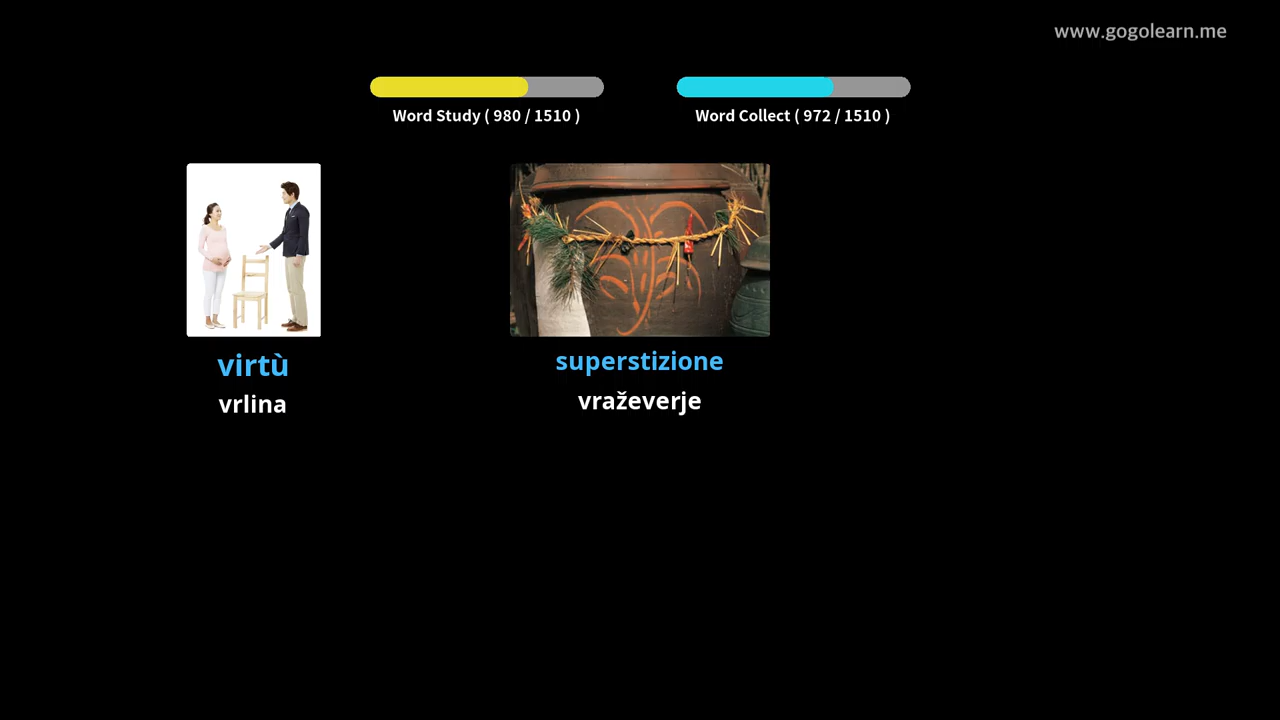 www.gogolearn.me
Word Study ( 980 / 1510 )
Word Collect ( 972 / 1510 )
virtù
vrlina
superstizione
vraževerje